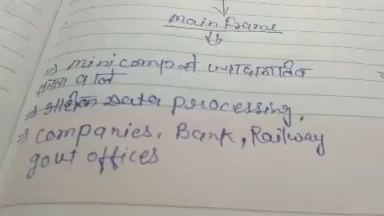 main frame
⇒ mini comp से ज्यादा
वाले
⇒ Data processing,
⇒ companies, Bank, Railway
govt offices